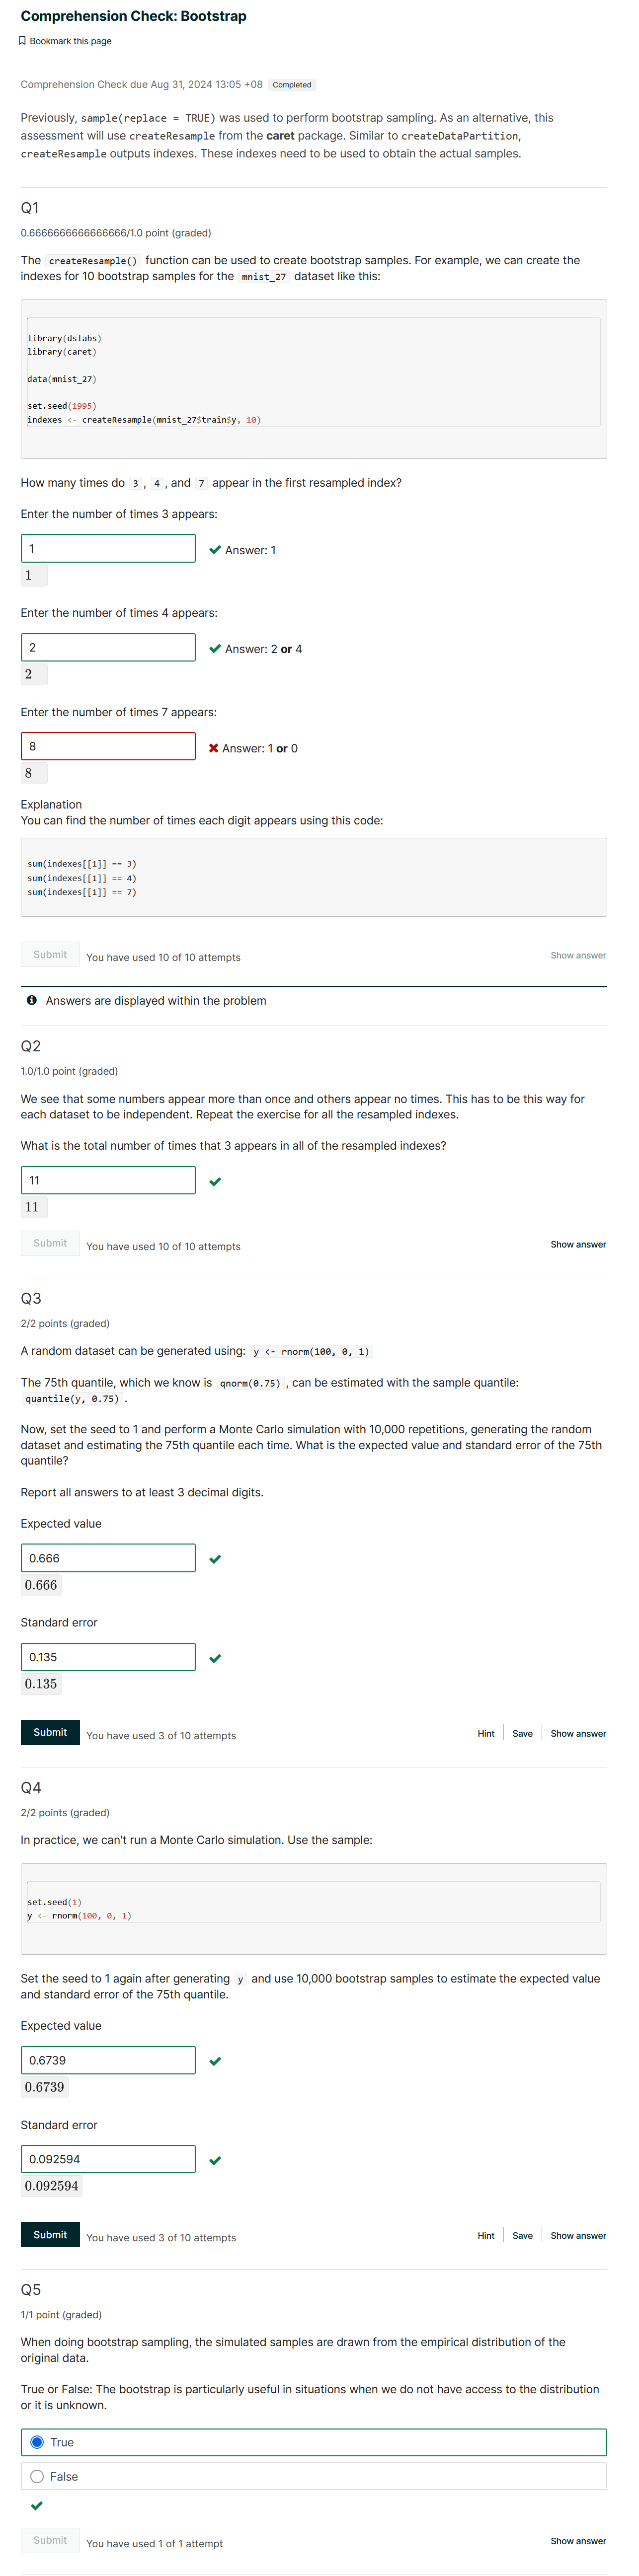 Comprehension Check: Bootstrap
Bookmark this page
Comprehension Check due Aug 31, 2024 13:05 +08 Completed
Previously, sample(replace = TRUE) was used to perform bootstrap sampling. As an alternative, this
assessment will use createResample from the caret package. Similar to createDataPartition,
createResample outputs indexes. These indexes need to be used to obtain the actual samples.
Q1
0.6666666666666666/1.0 point (graded)
The createResample() function can be used to create bootstrap samples. For example, we can create the
indexes for 10 bootstrap samples for the mnist_27 dataset like this:
library(dslabs)
library(caret)
data(mnist_27)
set.seed(1995)
indexes <- createResample(mnist_27$train$y, 10)
How many times do 3, 4, and 7 appear in the first resampled index?
Enter the number of times 3 appears:
1
Answer: 1
1
Enter the number of times 4 appears:
2
Answer: 2 or 4
2
Enter the number of times 7 appears:
8
Answer: 1 or 0
8
Explanation
You can find the number of times each digit appears using this code:
sum(indexes[[1]] == 3)
sum(indexes[[1]] == 4)
sum(indexes[[1]] == 7)
Submit You have used 10 of 10 attempts Show answer
Answers are displayed within the problem
Q2
1.0/1.0 point (graded)
We see that some numbers appear more than once and others appear no times. This has to be this way for
each dataset to be independent. Repeat the exercise for all the resampled indexes.
What is the total number of times that 3 appears in all of the resampled indexes?
11
11
Submit You have used 10 of 10 attempts Show answer
Q3
2/2 points (graded)
A random dataset can be generated using: y <- rnorm(100, 0, 1)
The 75th quantile, which we know is qnorm(0.75), can be estimated with the sample quantile:
quantile(y, 0.75).
Now, set the seed to 1 and perform a Monte Carlo simulation with 10,000 repetitions, generating the random
dataset and estimating the 75th quantile each time. What is the expected value and standard error of the 75th
quantile?
Report all answers to at least 3 decimal digits.
Expected value
0.666
0.666
Standard error
0.135
0.135
Submit You have used 3 of 10 attempts Hint Save Show answer
Q4
2/2 points (graded)
In practice, we can't run a Monte Carlo simulation. Use the sample:
set.seed(1)
y <- rnorm(100, 0, 1)
Set the seed to 1 again after generating y and use 10,000 bootstrap samples to estimate the expected value
and standard error of the 75th quantile.
Expected value
0.6739
0.6739
Standard error
0.092594
0.092594
Submit You have used 3 of 10 attempts Hint Save Show answer
Q5
1/1 point (graded)
When doing bootstrap sampling, the simulated samples are drawn from the empirical distribution of the
original data.
True or False: The bootstrap is particularly useful in situations when we do not have access to the distribution
or it is unknown.
True
False
Submit You have used 1 of 1 attempt Show answer